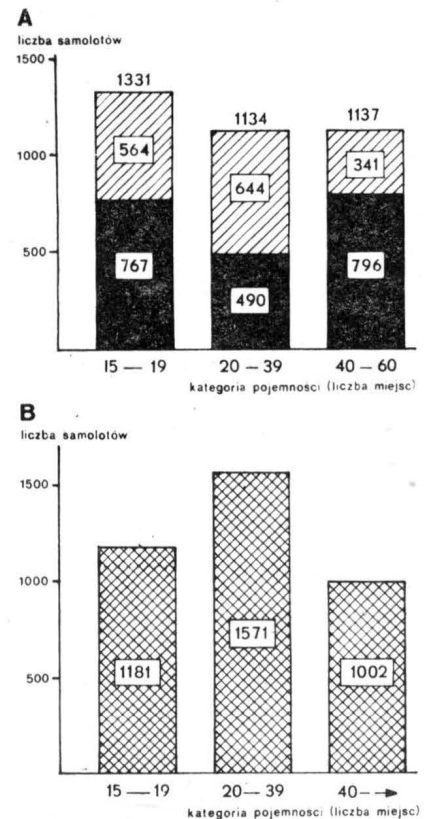 A
liczba samolotów
1500
1331
1134
1137
564
1000
644
341
500
767
490
796
15 — 19
20 — 39
40 — 60
kategoria pojemności (liczba miejsc)
B
liczba samolotów
1500
1000
1571
500
1181
1002
15 — 19
20 — 39
40 — →
kategoria pojemności (liczba miejsc)